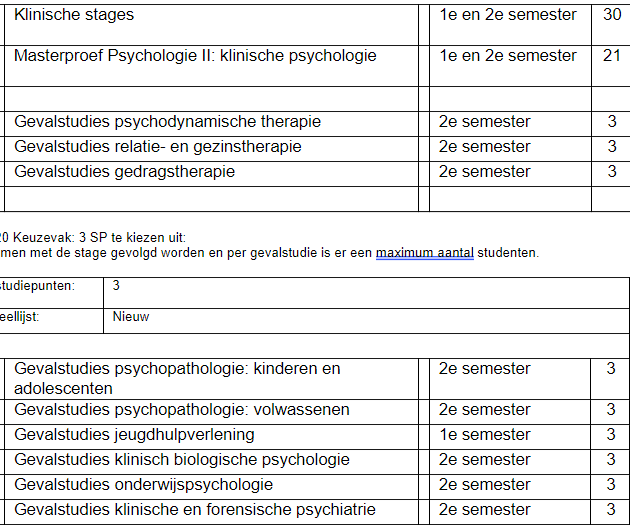 Klinische stages 1e en 2e semester 30
Masterproef Psychologie II: klinische psychologie 1e en 2e semester 21
Gevalstudies psychodynamische therapie 2e semester 3
Gevalstudies relatie- en gezinstherapie 2e semester 3
Gevalstudies gedragstherapie 2e semester 3
20 Keuzevak: 3 SP te kiezen uit:
men met de stage gevolgd worden en per gevalstudie is er een maximum aantal studenten.
tudiepunten: 3
eellijst: Nieuw
Gevalstudies psychopathologie: kinderen en
adolescenten 2e semester 3
Gevalstudies psychopathologie: volwassenen 2e semester 3
Gevalstudies jeugdhulpverlening 1e semester 3
Gevalstudies klinisch biologische psychologie 2e semester 3
Gevalstudies onderwijspsychologie 2e semester 3
Gevalstudies klinische en forensische psychiatrie 2e semester 3